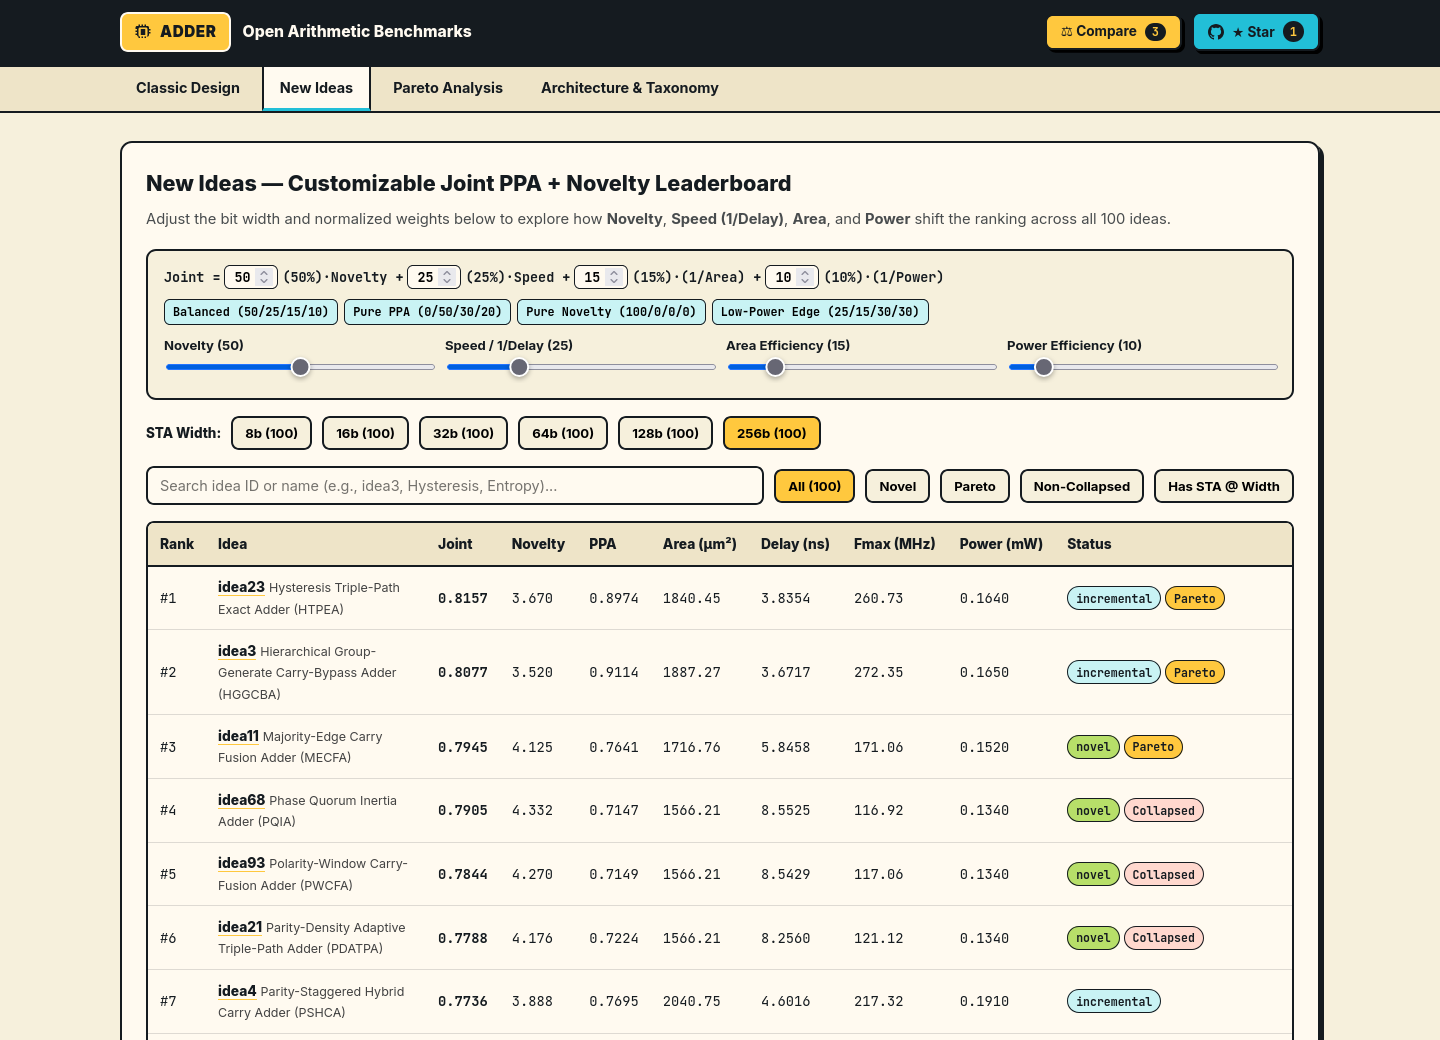 ADDER Open Arithmetic Benchmarks
⚖ Compare 3 ★ Star 1
Classic Design New Ideas Pareto Analysis Architecture & Taxonomy
New Ideas — Customizable Joint PPA + Novelty Leaderboard
Adjust the bit width and normalized weights below to explore how Novelty, Speed (1/Delay), Area, and Power shift the ranking across all 100 ideas.
Joint = 50 (50%)·Novelty + 25 (25%)·Speed + 15 (15%)·(1/Area) + 10 (10%)·(1/Power)
Balanced (50/25/15/10) Pure PPA (0/50/30/20) Pure Novelty (100/0/0/0) Low-Power Edge (25/15/30/30)
Novelty (50) Speed / 1/Delay (25) Area Efficiency (15) Power Efficiency (10)
STA Width: 8b (100) 16b (100) 32b (100) 64b (100) 128b (100) 256b (100)
Search idea ID or name (e.g., idea3, Hysteresis, Entropy)... All (100) Novel Pareto Non-Collapsed Has STA @ Width
Rank Idea Joint Novelty PPA Area (μm²) Delay (ns) Fmax (MHz) Power (mW) Status
#1 idea23 Hysteresis Triple-Path
Exact Adder (HTPEA) 0.8157 3.670 0.8974 1840.45 3.8354 260.73 0.1640 incremental Pareto
#2 idea3 Hierarchical Group-
Generate Carry-Bypass Adder
(HGGCBA) 0.8077 3.520 0.9114 1887.27 3.6717 272.35 0.1650 incremental Pareto
#3 idea11 Majority-Edge Carry
Fusion Adder (MECFA) 0.7945 4.125 0.7641 1716.76 5.8458 171.06 0.1520 novel Pareto
#4 idea68 Phase Quorum Inertia
Adder (PQIA) 0.7905 4.332 0.7147 1566.21 8.5525 116.92 0.1340 novel Collapsed
#5 idea93 Polarity-Window Carry-
Fusion Adder (PWCFA) 0.7844 4.270 0.7149 1566.21 8.5429 117.06 0.1340 novel Collapsed
#6 idea21 Parity-Density Adaptive
Triple-Path Adder (PDATPA) 0.7788 4.176 0.7224 1566.21 8.2560 121.12 0.1340 novel Collapsed
#7 idea4 Parity-Staggered Hybrid
Carry Adder (PSHCA) 0.7736 3.888 0.7695 2040.75 4.6016 217.32 0.1910 incremental